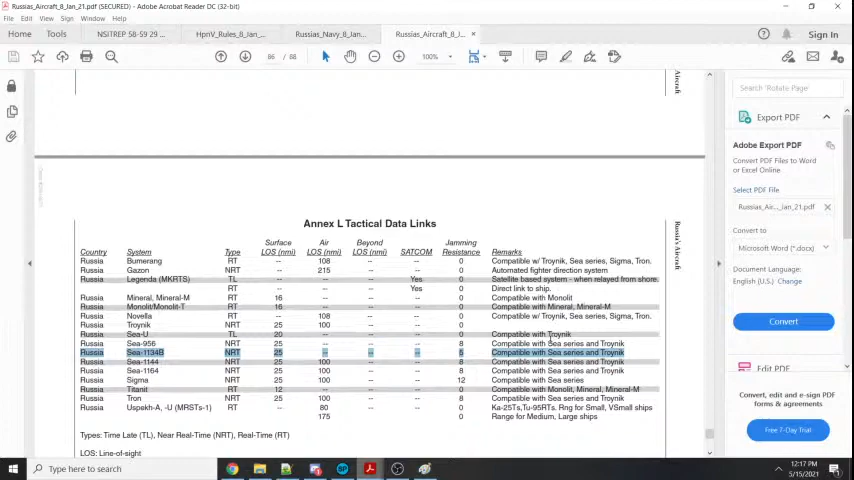 Russias_Aircraft_8_Jan_21.pdf (SECURED) - Adobe Acrobat Reader DC (32-bit)
File Edit View Sign Window Help
Home Tools NSITREP 58-59 29 ... HpnV_Rules_8_Jan_... Russias_Navy_8_Jan... Russias_Aircraft_8_J... × Sign In
86 / 88 100%
Aircraft
Search 'Rotate Page'
Export PDF
Adobe Export PDF
Convert PDF Files to Word
or Excel Online
Select PDF File
Russias_Air..._Jan_21.pdf ×
Convert to
Microsoft Word (*.docx)
Document Language:
English (U.S.) Change
Convert
Edit PDF
Convert, edit and e-sign PDF
forms & agreements
Free 7-Day Trial
Annex L Tactical Data Links
Russia's Aircraft
Surface Air Beyond Jamming
Country System Type LOS (nmi) LOS (nmi) LOS (nmi) SATCOM Resistance Remarks
Russia Bumerang RT -- 108 -- -- 0 Compatible w/ Troynik, Sea series, Sigma, Tron.
Russia Gazon NRT -- 215 -- -- 0 Automated fighter direction system
Russia Legenda (MKRTS) TL -- -- -- Yes 0 Satellite based system - when relayed from shore.
RT -- -- -- Yes 0 Direct link to ship.
Russia Mineral, Mineral-M RT 16 -- -- -- 0 Compatible with Monolit
Russia Monolit/Monolit-T RT 16 -- -- -- 0 Compatible with Mineral, Mineral-M
Russia Novella RT -- 108 -- -- 0 Compatible w/ Troynik, Sea series, Sigma, Tron.
Russia Troynik NRT 25 100 -- -- 0
Russia Sea-U TL 20 -- -- -- 0 Compatible with Troynik
Russia Sea-956 NRT 25 -- -- -- 8 Compatible with Sea series and Troynik
Russia Sea-1134B NRT 25 -- -- -- 5 Compatible with Sea series and Troynik
Russia Sea-1144 NRT 25 100 -- -- 8 Compatible with Sea series and Troynik
Russia Sea-1164 NRT 25 100 -- -- 8 Compatible with Sea series and Troynik
Russia Sigma NRT 25 100 -- -- 12 Compatible with Sea series
Russia Titanit RT 12 -- -- -- 0 Compatible with Monolit, Mineral, Mineral-M
Russia Tron NRT 25 100 -- -- 8 Compatible with Sea series and Troynik
Russia Uspekh-A, -U (MRSTs-1) RT -- 80 -- -- 0 Ka-25Ts,Tu-95RTs. Rng for Small, VSmall ships
175 0 Range for Medium, Large ships
Types: Time Late (TL), Near Real-Time (NRT), Real-Time (RT)
LOS: Line-of-sight
Type here to search
12:17 PM
5/15/2021